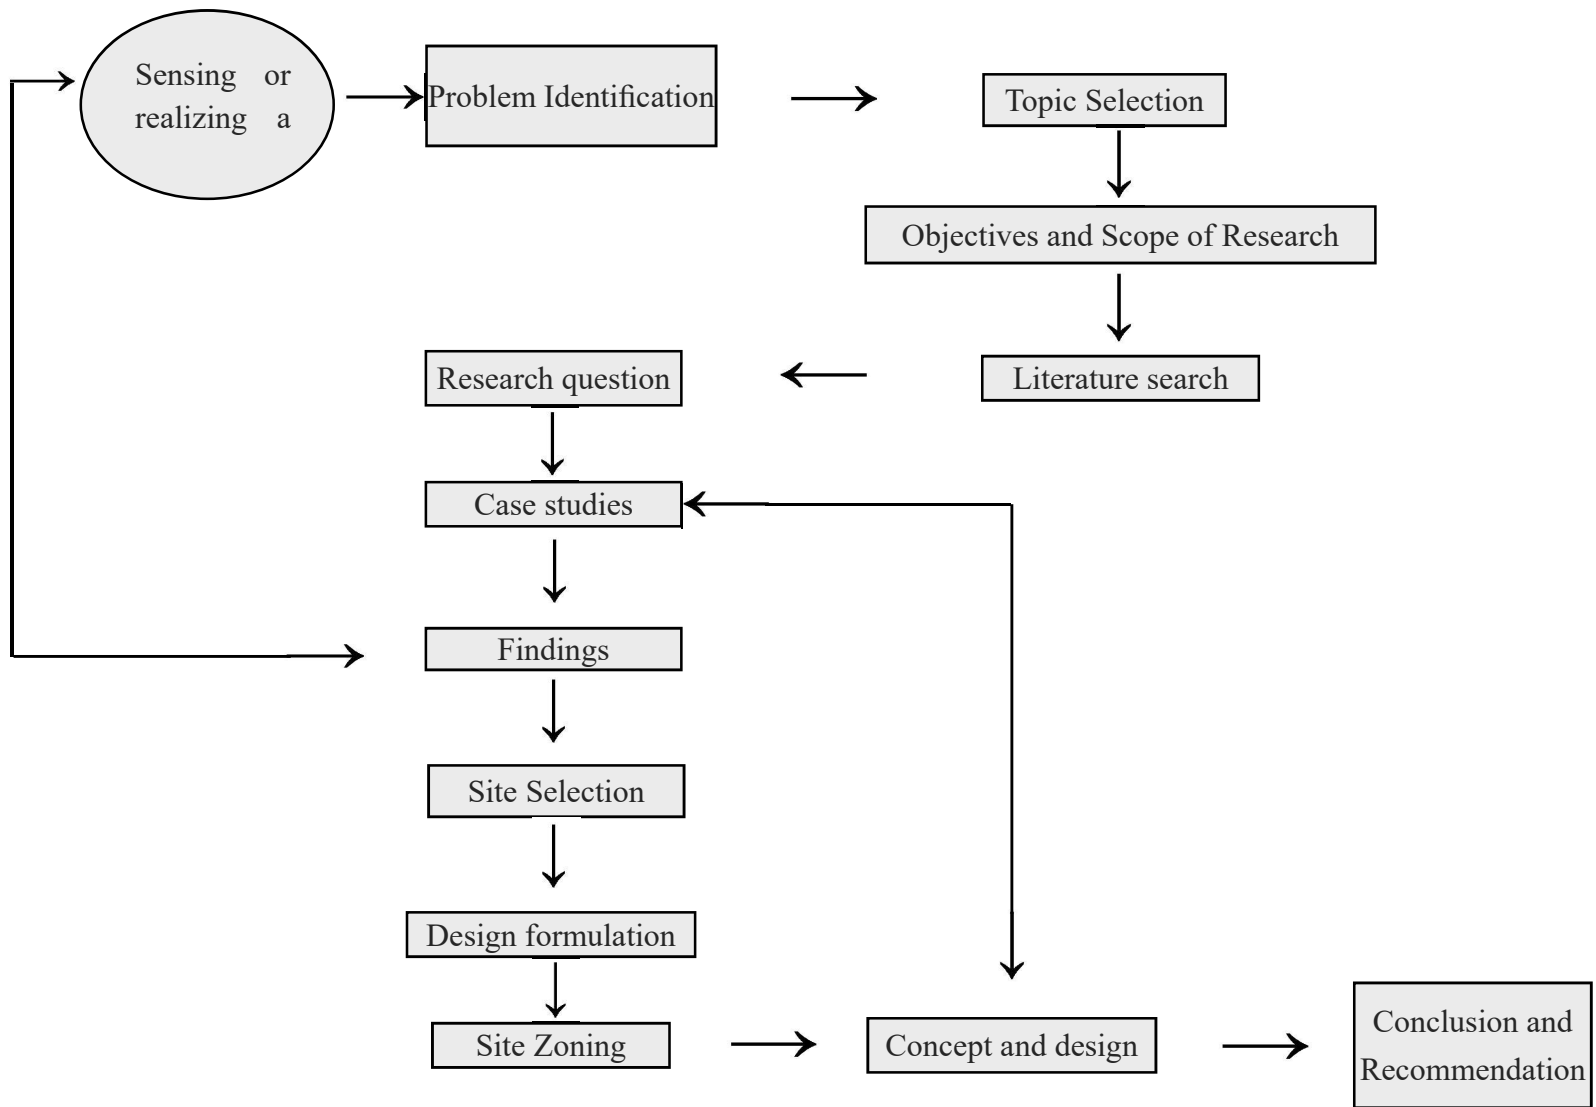 Sensing or
realizing a
Problem Identification
Topic Selection
Objectives and Scope of Research
Literature search
Research question
Case studies
Findings
Site Selection
Design formulation
Site Zoning
Concept and design
Conclusion and
Recommendation